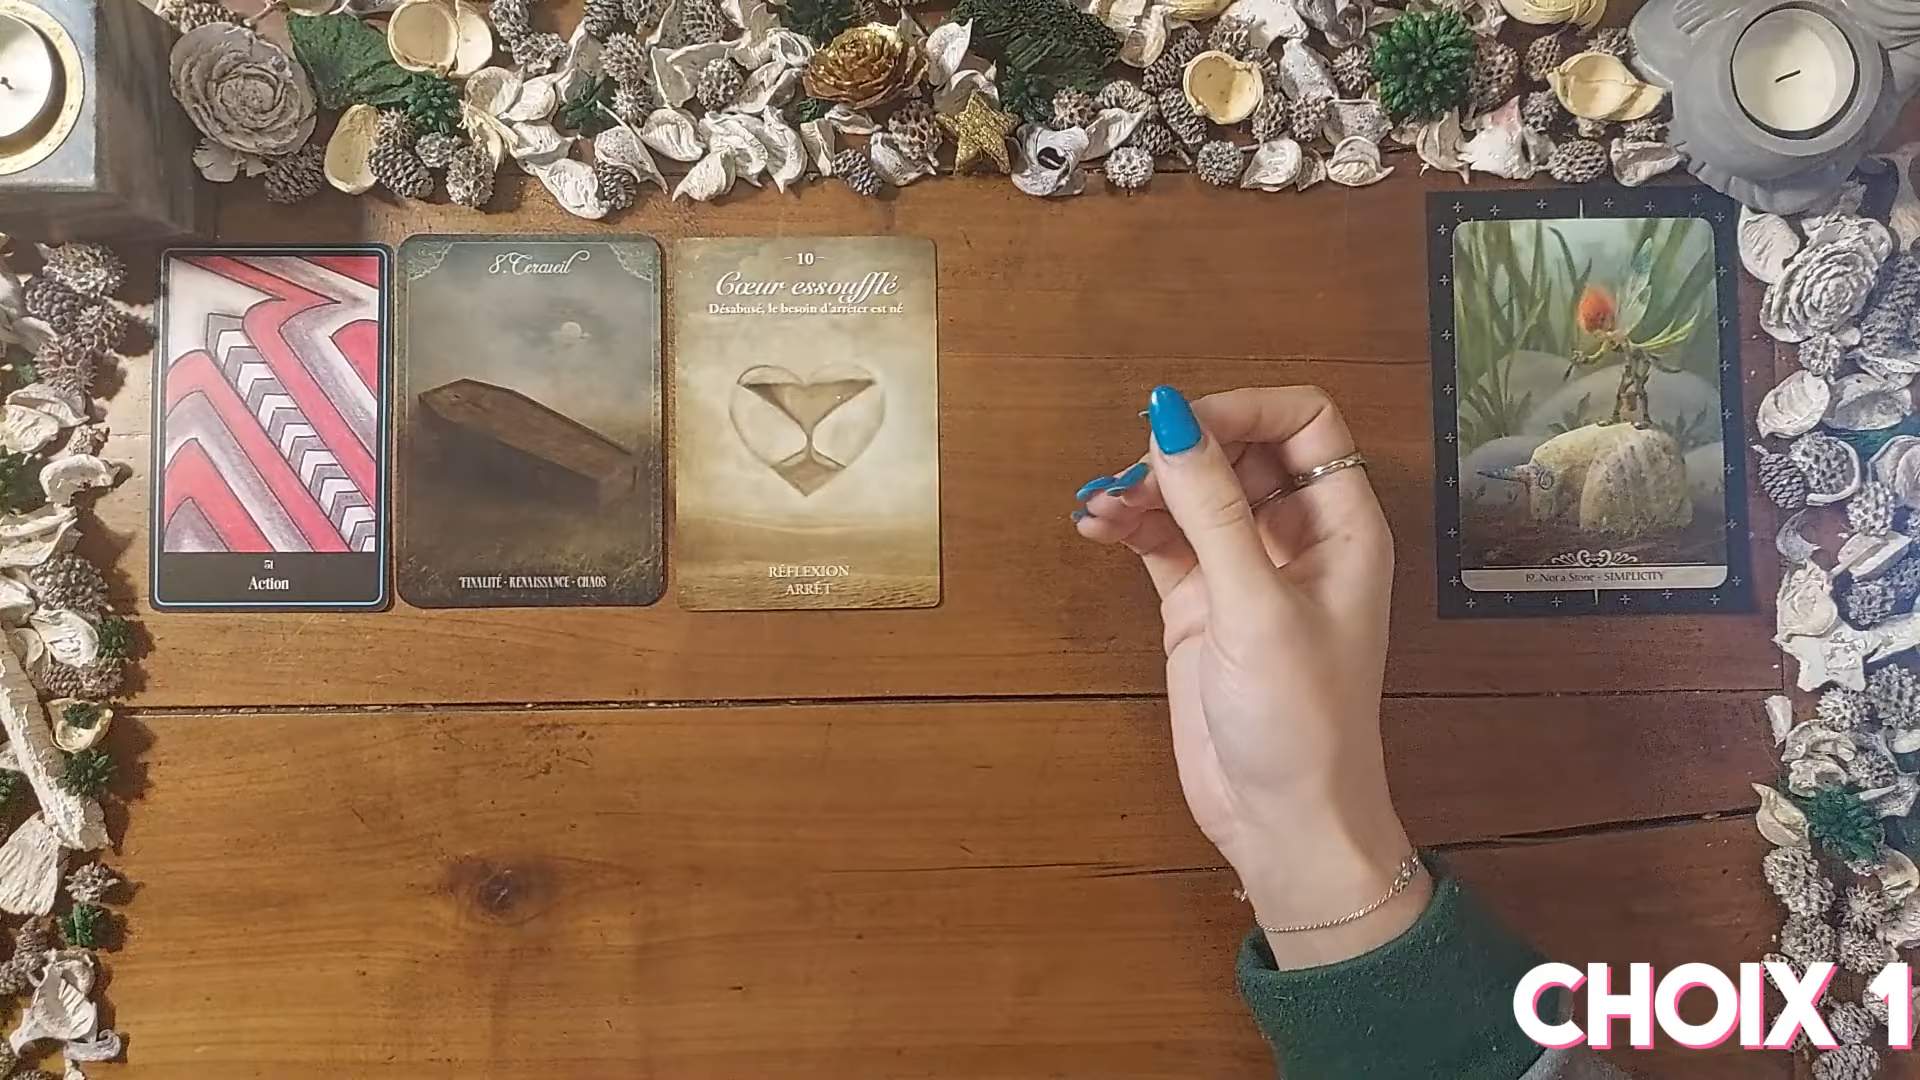 51
Action
8. Cercueil
FINALITÉ - RENAISSANCE - CHAOS
10
Cœur essoufflé
Désabusé, le besoin d'arrêter est né
RÉFLEXION
ARRÊT
19. Not a Stone - SIMPLICITY
CHOIX 1